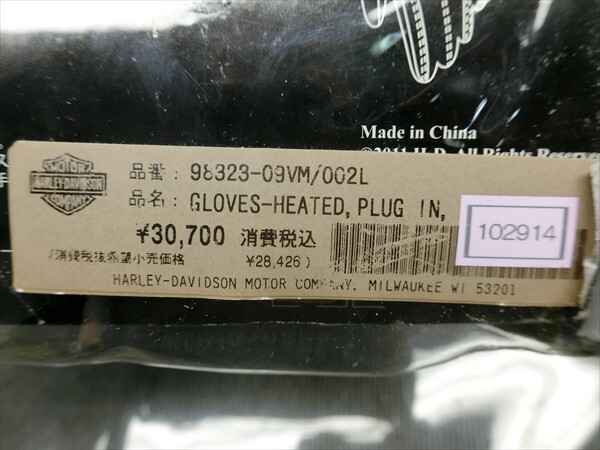 Made in China
©2011 H-D. All Rights
MOTOR
HARLEY-DAVIDSON
COMPANY
品番: 98323-09VM/002L
品名: GLOVES-HEATED, PLUG IN,
¥30,700 消費税込
(消費税抜希望小売価格 ¥28,426)
102914
HARLEY-DAVIDSON MOTOR COMPANY. MILWAUKEE WI 53201
手